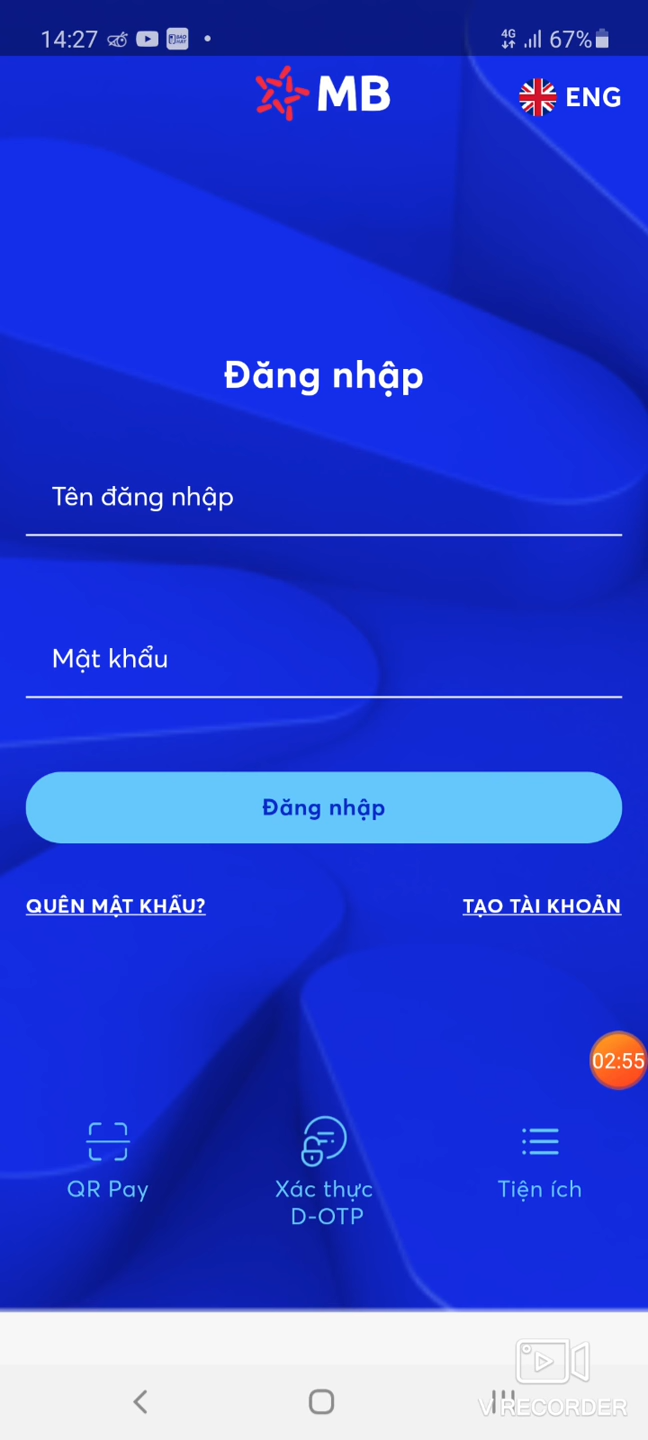 14:27
4G 67%
MB
ENG
Đăng nhập
Tên đăng nhập
Mật khẩu
Đăng nhập
QUÊN MẬT KHẨU?
TẠO TÀI KHOẢN
02:55
QR Pay
Xác thực
D-OTP
Tiện ích
V RECORDER